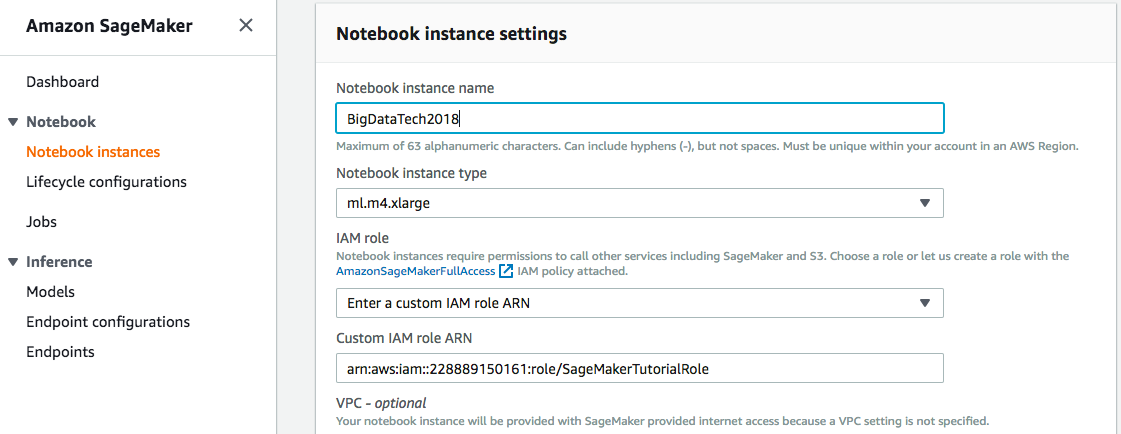 Amazon SageMaker
Dashboard
Notebook
Notebook instances
Lifecycle configurations
Jobs
Inference
Models
Endpoint configurations
Endpoints
Notebook instance settings
Notebook instance name
BigDataTech2018
Maximum of 63 alphanumeric characters. Can include hyphens (-), but not spaces. Must be unique within your account in an AWS Region.
Notebook instance type
ml.m4.xlarge
IAM role
Notebook instances require permissions to call other services including SageMaker and S3. Choose a role or let us create a role with the
AmazonSageMakerFullAccess IAM policy attached.
Enter a custom IAM role ARN
Custom IAM role ARN
arn:aws:iam::228889150161:role/SageMakerTutorialRole
VPC - optional
Your notebook instance will be provided with SageMaker provided internet access because a VPC setting is not specified.